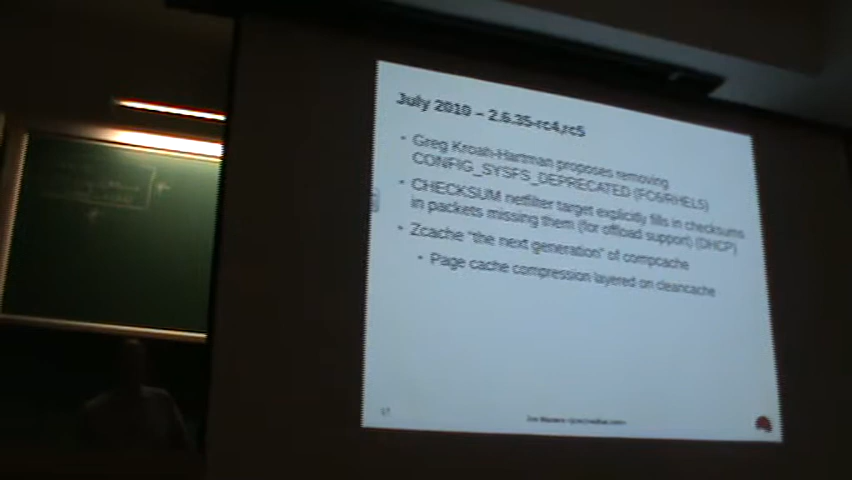 July 2010 – 2.6.35-rc4,rc5
• Greg Kroah-Hartman proposes removing
CONFIG_SYSFS_DEPRECATED (FC6/RHEL5)
• CHECKSUM netfilter target explicitly fills in checksums
in packets missing them (for offload support) (DHCP)
• Zcache "the next generation" of compcache
• Page cache compression layered on cleancache
17